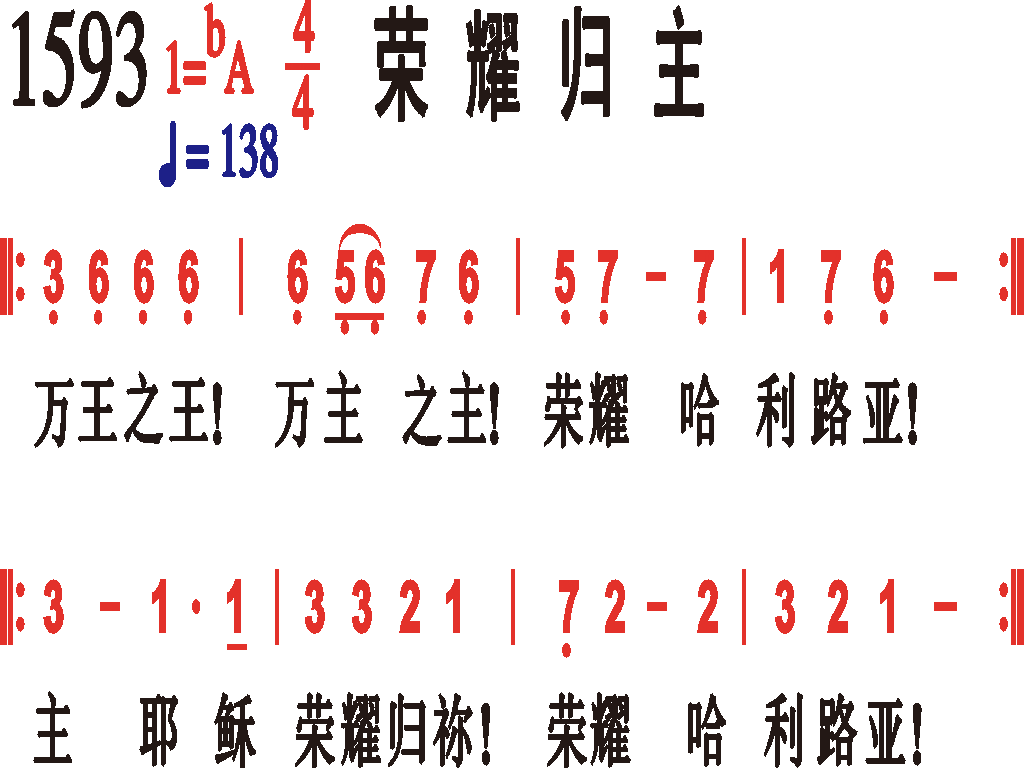 1593 1=♭A 4/4 荣耀归主
♩=138
‖: 3̣ 6̣ 6̣ 6̣ | 6̣ 5̣6̣ 7̣ 6̣ | 5̣ 7̣ – 7̣ | 1 7̣ 6̣ – :‖
万王之王! 万主之主! 荣耀 哈利路亚!
‖: 3 – 1· 1 | 3 3 2 1 | 7̣ 2 – 2 | 3 2 1 – :‖
主 耶稣 荣耀归祢! 荣耀 哈利路亚!